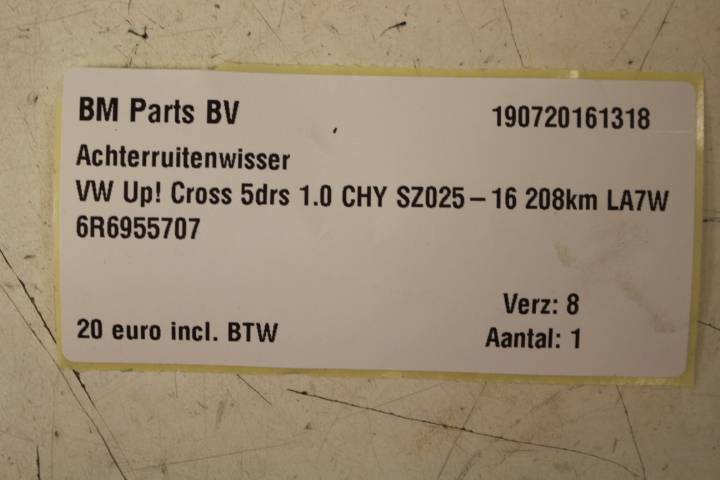 BM Parts BV 190720161318
Achterruitenwisser
VW Up! Cross 5drs 1.0 CHY SZ025-16 208km LA7W
6R6955707
Verz: 8
20 euro incl. BTW Aantal: 1